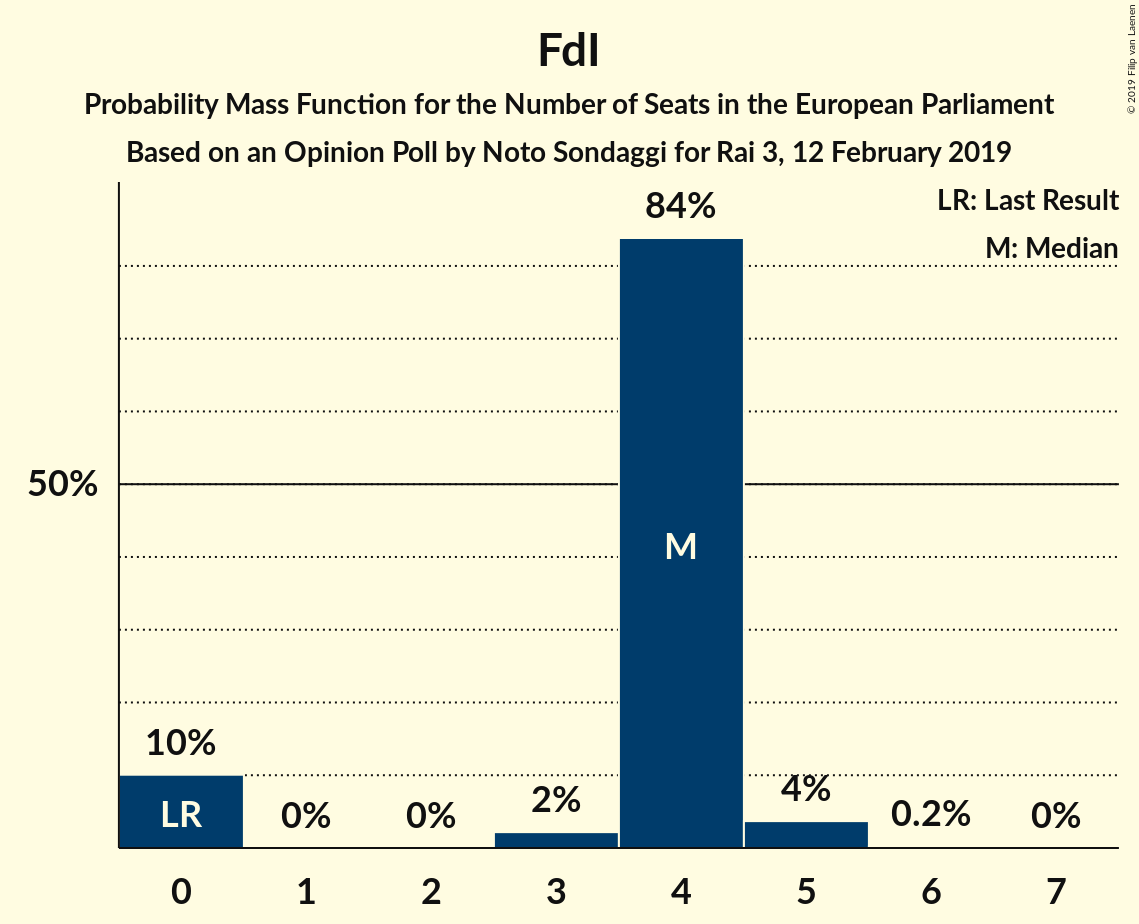 FdI
Probability Mass Function for the Number of Seats in the European Parliament
Based on an Opinion Poll by Noto Sondaggi for Rai 3, 12 February 2019
© 2019 Filip van Laenen
LR: Last Result
M: Median
84%
50%
M
10%
LR
0%
0%
2%
4%
0.2%
0%
0 1 2 3 4 5 6 7